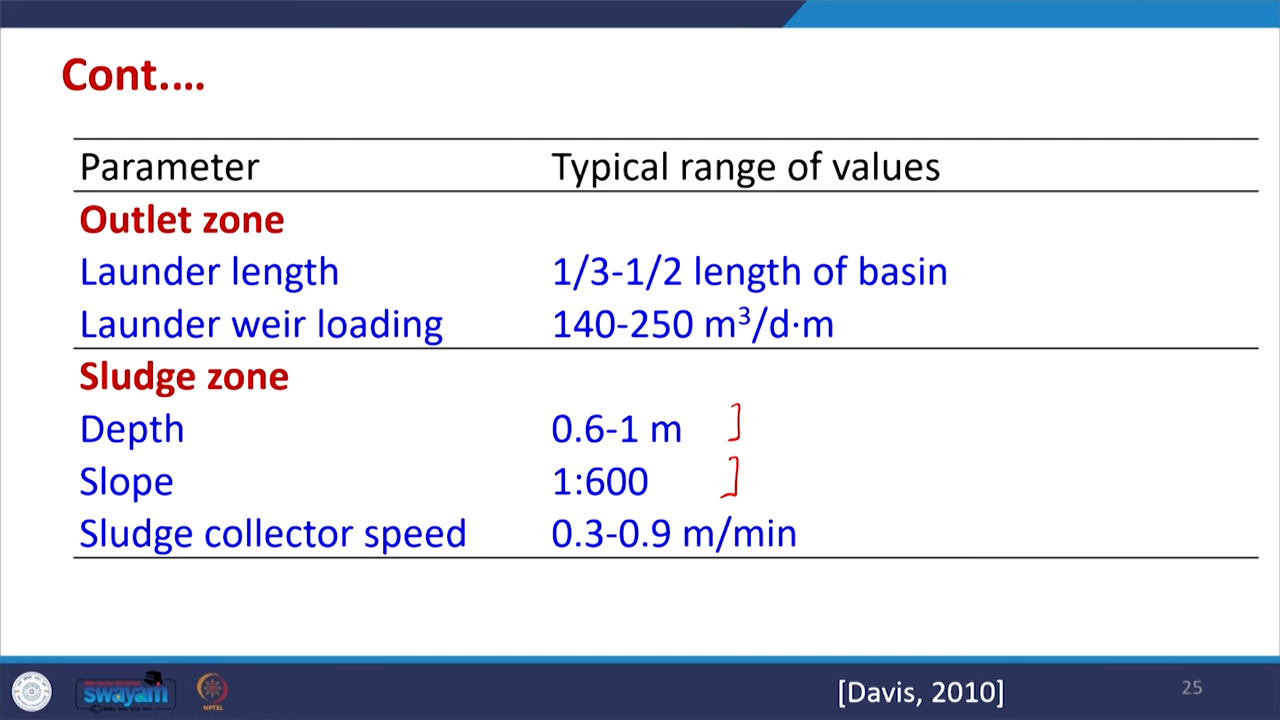 Cont....
Parameter Typical range of values
Outlet zone
Launder length 1/3-1/2 length of basin
Launder weir loading 140-250 m³/d·m
Sludge zone
Depth 0.6-1 m
Slope 1:600
Sludge collector speed 0.3-0.9 m/min
swayam
NPTEL
[Davis, 2010]
25